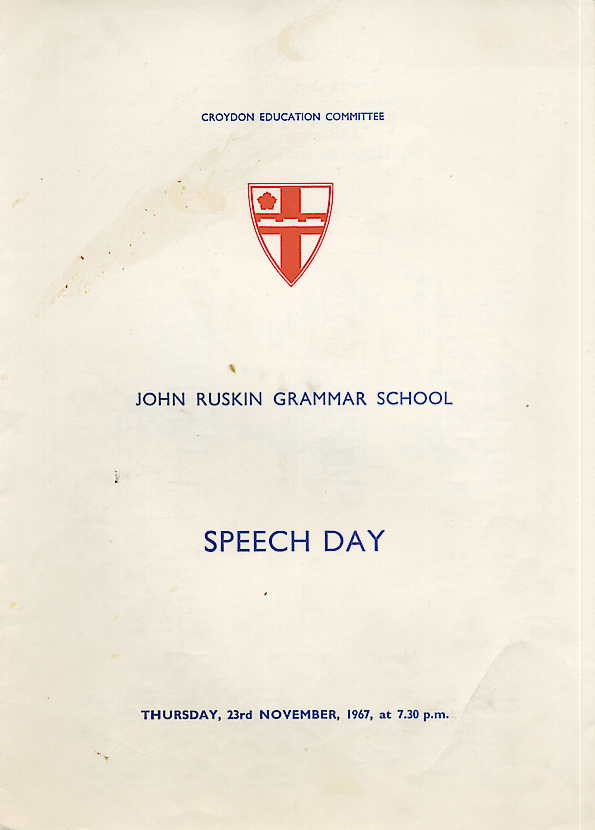 CROYDON EDUCATION COMMITTEE
JOHN RUSKIN GRAMMAR SCHOOL
SPEECH DAY
THURSDAY, 23rd NOVEMBER, 1967, at 7.30 p.m.